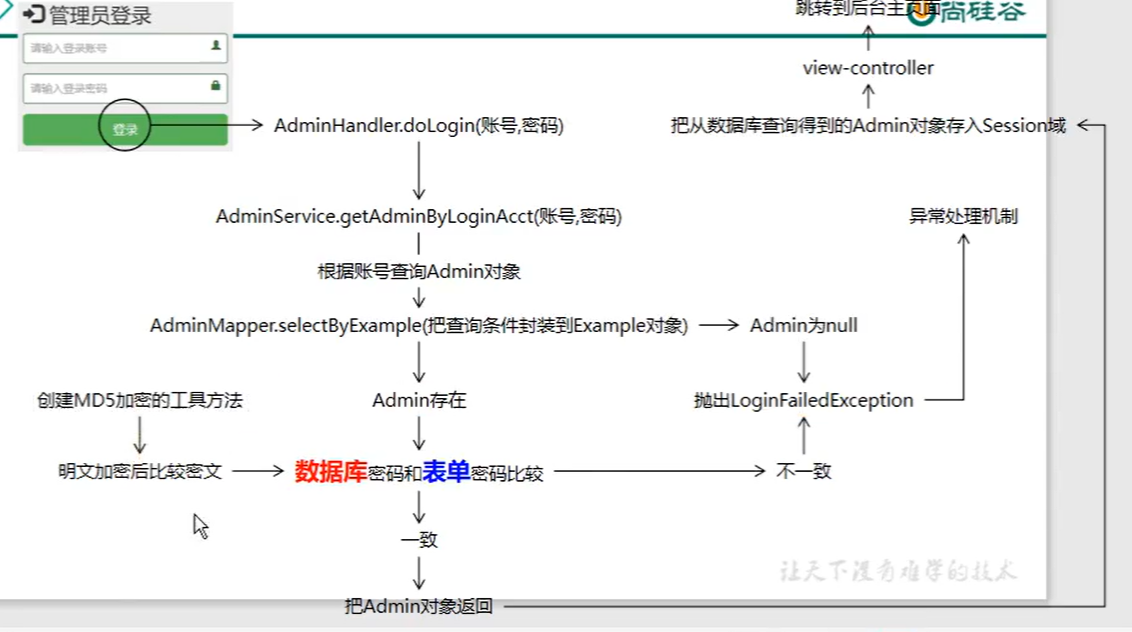 管理员登录
请输入登录账号
请输入登录密码
登录
跳转到后台主页面
尚硅谷
view-controller
AdminHandler.doLogin(账号,密码)
把从数据库查询得到的Admin对象存入Session域
AdminService.getAdminByLoginAcct(账号,密码)
异常处理机制
根据账号查询Admin对象
AdminMapper.selectByExample(把查询条件封装到Example对象)
Admin为null
创建MD5加密的工具方法
Admin存在
抛出LoginFailedException
明文加密后比较密文
数据库密码和表单密码比较
不一致
一致
让天下没有难学的技术
把Admin对象返回